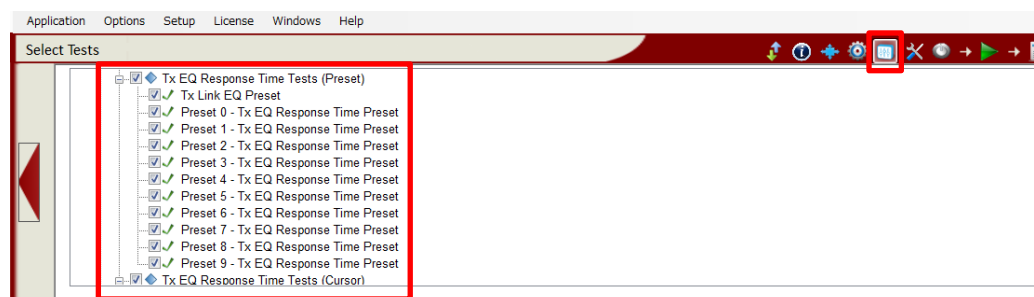 Application Options Setup License Windows Help
Select Tests
Tx EQ Response Time Tests (Preset)
Tx Link EQ Preset
Preset 0 - Tx EQ Response Time Preset
Preset 1 - Tx EQ Response Time Preset
Preset 2 - Tx EQ Response Time Preset
Preset 3 - Tx EQ Response Time Preset
Preset 4 - Tx EQ Response Time Preset
Preset 5 - Tx EQ Response Time Preset
Preset 6 - Tx EQ Response Time Preset
Preset 7 - Tx EQ Response Time Preset
Preset 8 - Tx EQ Response Time Preset
Preset 9 - Tx EQ Response Time Preset
Tx EQ Response Time Tests (Cursor)